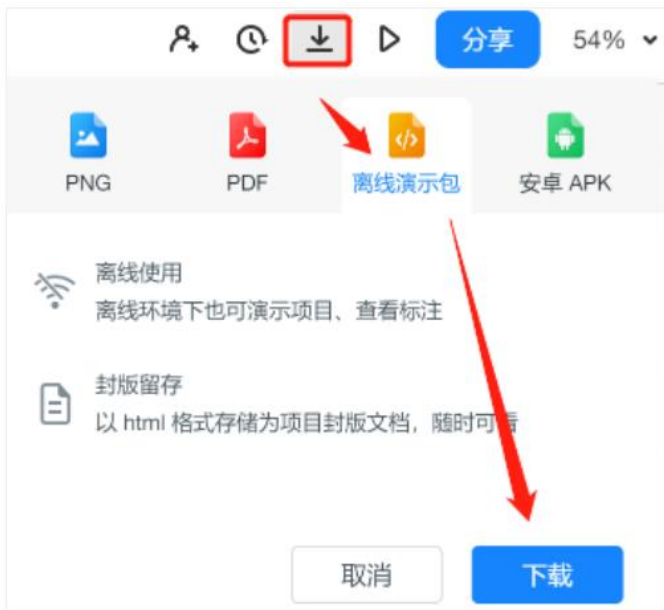 分享 54%
PNG PDF 离线演示包 安卓 APK
离线使用
离线环境下也可演示项目、查看标注
封版留存
以 html 格式存储为项目封版文档，随时可看
取消 下载